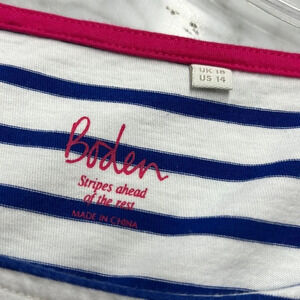 UK 18
US 14
Boden
Stripes ahead
of the rest
MADE IN CHINA